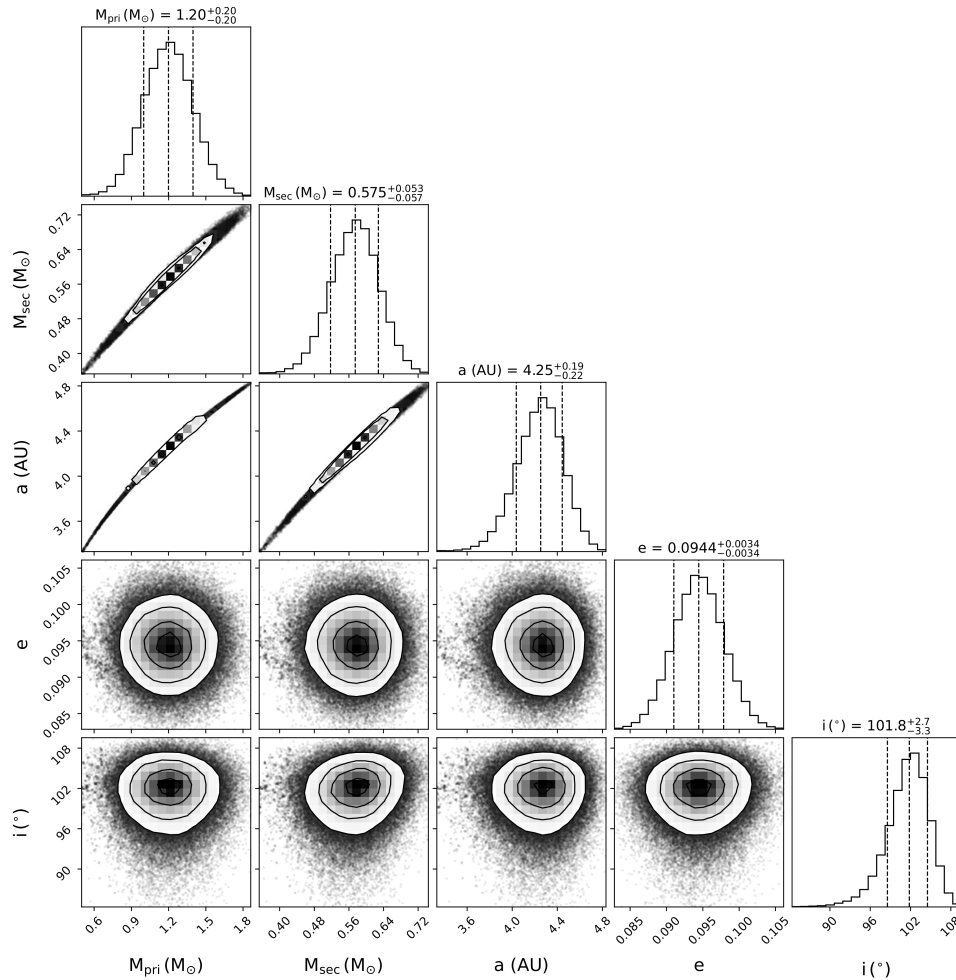 M_pri (M_⊙) = 1.20^{+0.20}_{-0.20}
M_sec (M_⊙) = 0.575^{+0.053}_{-0.057}
M_sec (M_⊙)
0.72
0.64
0.56
0.48
0.40
a (AU) = 4.25^{+0.19}_{-0.22}
a (AU)
4.8
4.4
4.0
3.6
e = 0.0944^{+0.0034}_{-0.0034}
e
0.105
0.100
0.095
0.090
0.085
i (°) = 101.8^{+2.7}_{-3.3}
i (°)
108
102
96
90
0.6 0.9 1.2 1.5 1.8 0.40 0.48 0.56 0.64 0.72 3.6 4.0 4.4 4.8 0.085 0.090 0.095 0.100 0.105 90 96 102 108
M_pri (M_⊙) M_sec (M_⊙) a (AU) e i (°)